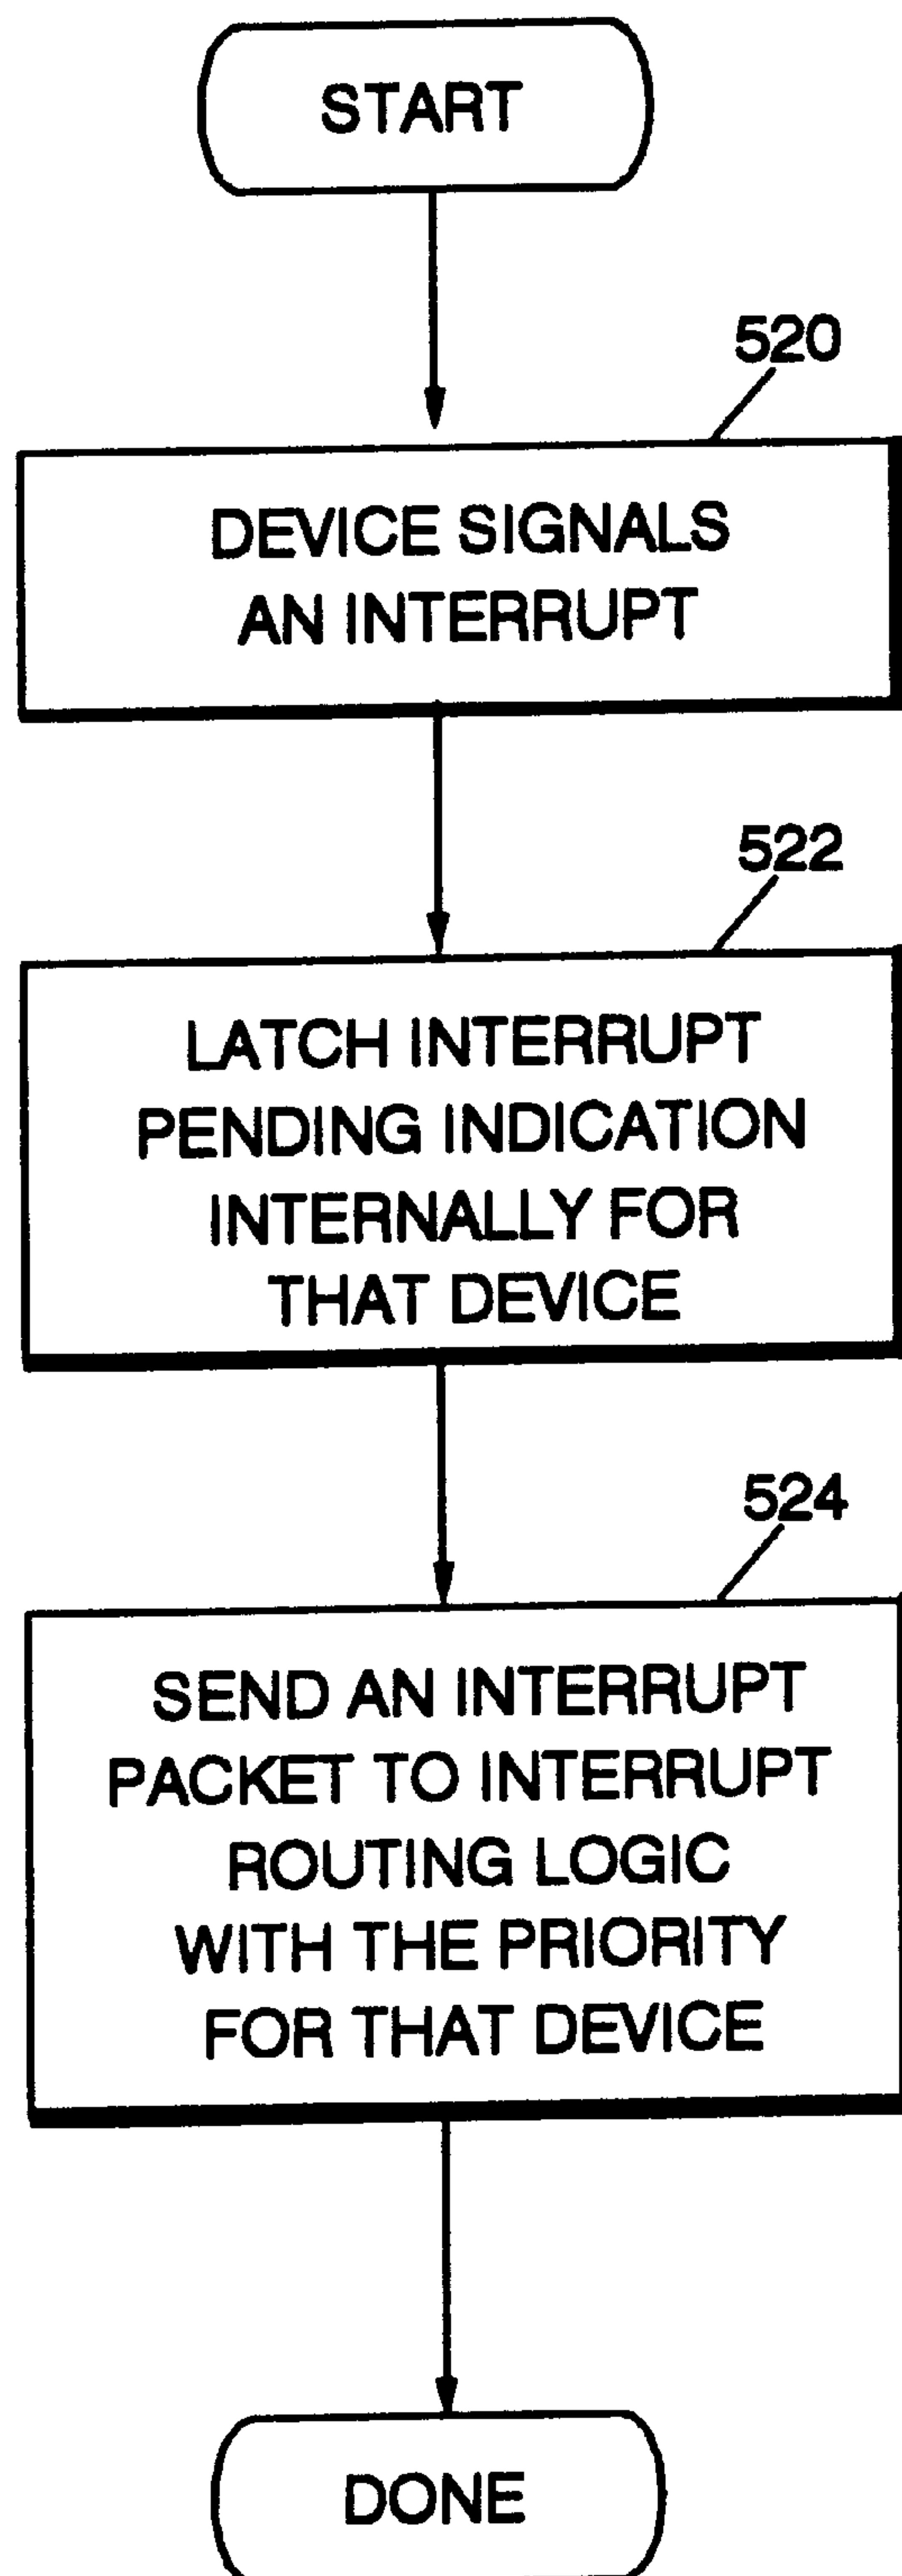 START
520
DEVICE SIGNALS
AN INTERRUPT
522
LATCH INTERRUPT
PENDING INDICATION
INTERNALLY FOR
THAT DEVICE
524
SEND AN INTERRUPT
PACKET TO INTERRUPT
ROUTING LOGIC
WITH THE PRIORITY
FOR THAT DEVICE
DONE